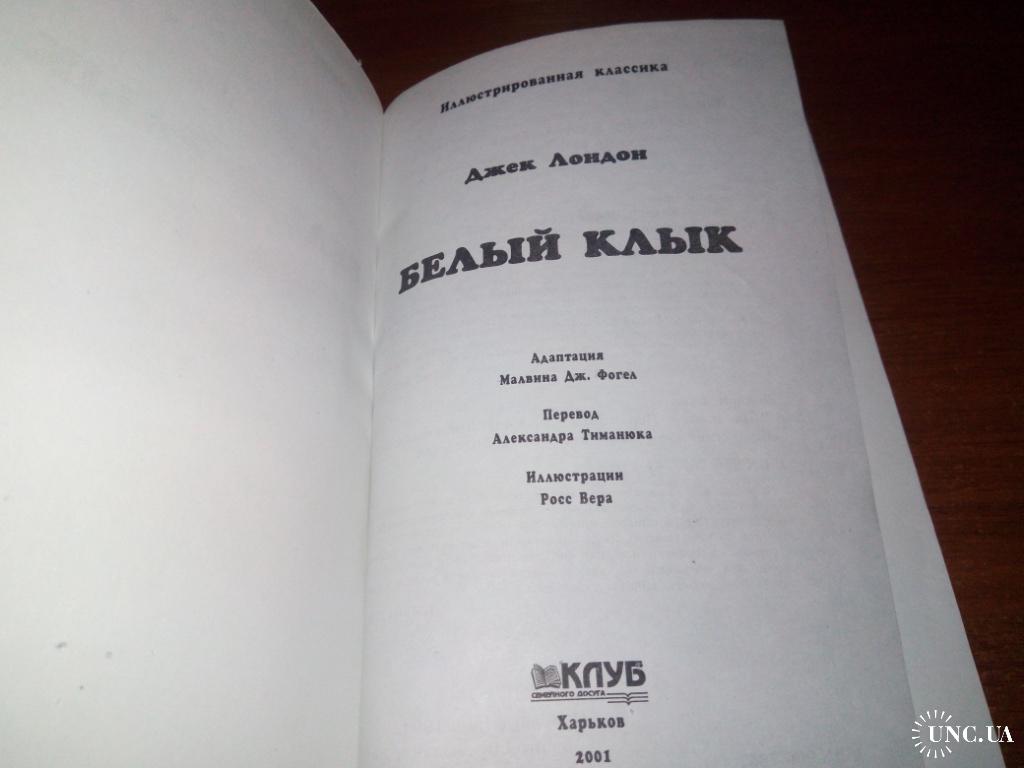 Иллюстрированная классика
Джек Лондон
БЕЛЫЙ КЛЫК
Адаптация
Малвина Дж. Фогел
Перевод
Александра Тиманюка
Иллюстрации
Росс Вера
КЛУБ
СЕМЕЙНОГО ДОСУГА
Харьков
2001
UNC.UA